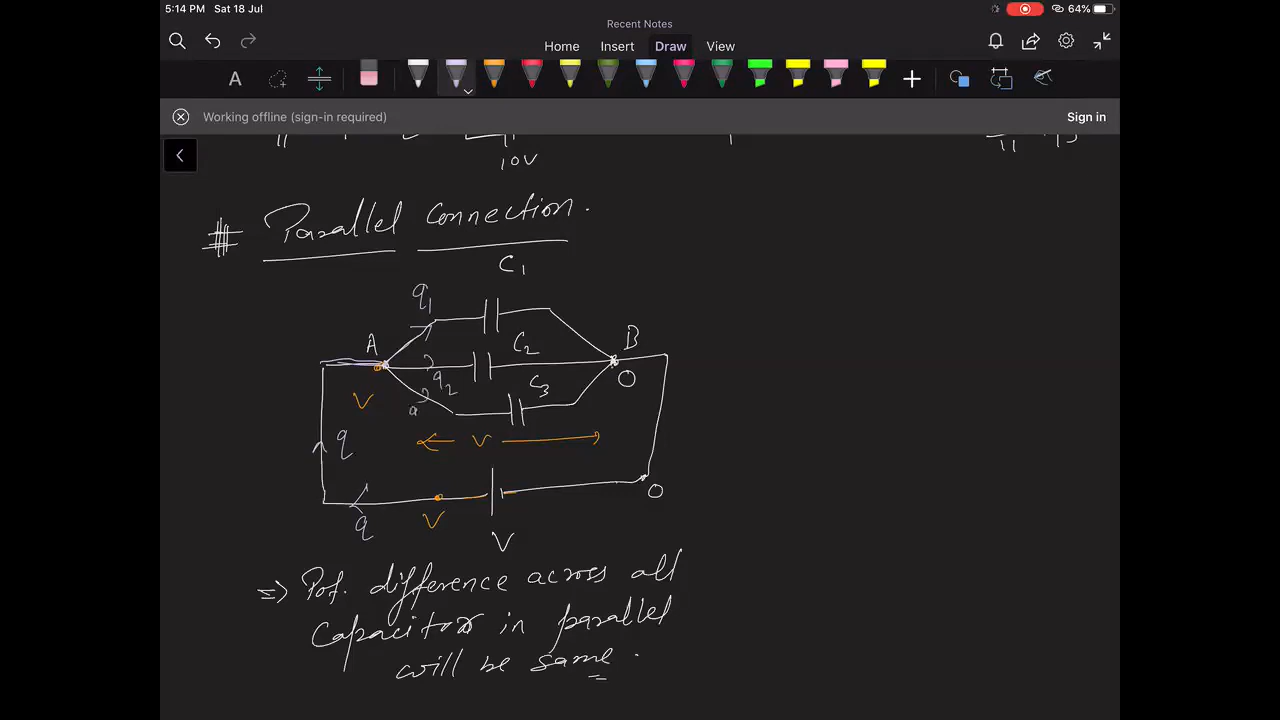 5:14 PM Sat 18 Jul
64%
Recent Notes
Home Insert Draw View
A
Working offline (sign-in required)
Sign in
10V
# Parallel Connection.
C1
q1
A
C2
B
q2
C3
O
V
q
V
q
V
O
V
=> Pot. difference across all
Capacitors in parallel
will be same.